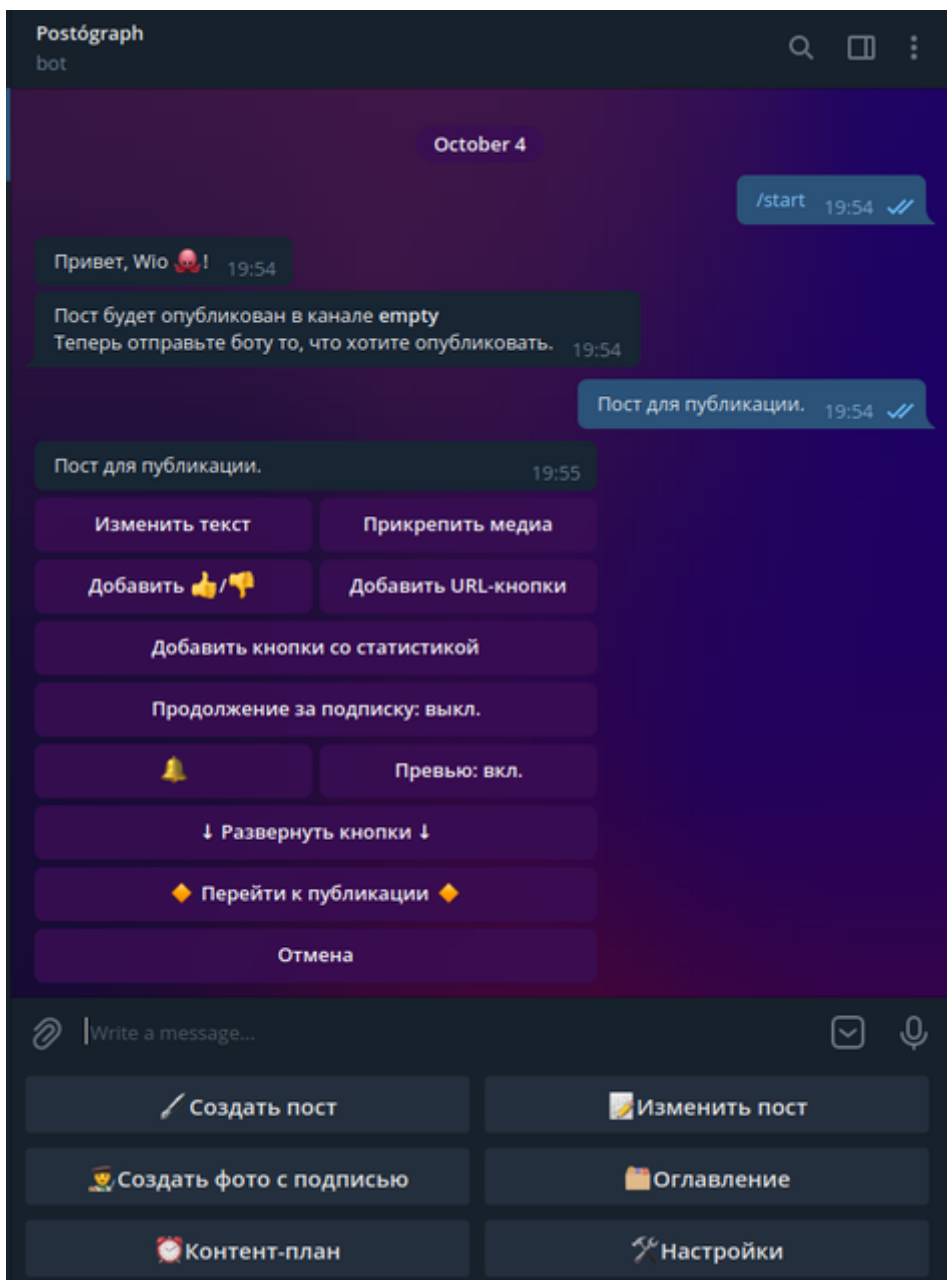 Postógraph
bot
October 4
/start 19:54
Привет, Wio 🐙! 19:54
Пост будет опубликован в канале empty
Теперь отправьте боту то, что хотите опубликовать. 19:54
Пост для публикации. 19:54
Пост для публикации. 19:55
Изменить текст
Прикрепить медиа
Добавить 👍/👎
Добавить URL-кнопки
Добавить кнопки со статистикой
Продолжение за подписку: выкл.
🔔
Превью: вкл.
↓ Развернуть кнопки ↓
🔶 Перейти к публикации 🔶
Отмена
Write a message...
🖌Создать пост
📝Изменить пост
👨‍🎨Создать фото с подписью
🗂Оглавление
⏰Контент-план
🛠Настройки